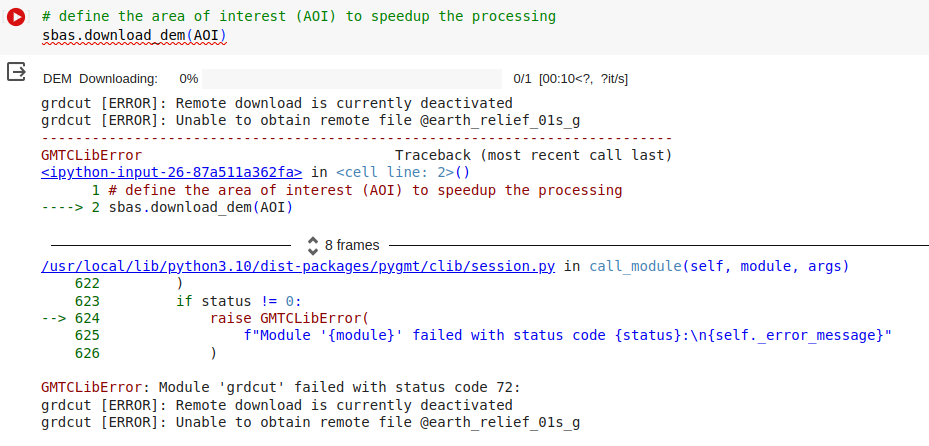 # define the area of interest (AOI) to speedup the processing
sbas.download_dem(AOI)
DEM Downloading: 0% 0/1 [00:10<?, ?it/s]
grdcut [ERROR]: Remote download is currently deactivated
grdcut [ERROR]: Unable to obtain remote file @earth_relief_01s_g
---------------------------------------------------------------------------
GMTCLibError                              Traceback (most recent call last)
<ipython-input-26-87a511a362fa> in <cell line: 2>()
      1 # define the area of interest (AOI) to speedup the processing
----> 2 sbas.download_dem(AOI)
8 frames
/usr/local/lib/python3.10/dist-packages/pygmt/clib/session.py in call_module(self, module, args)
    622         )
    623         if status != 0:
--> 624             raise GMTCLibError(
    625                 f"Module '{module}' failed with status code {status}:\n{self._error_message}"
    626             )
GMTCLibError: Module 'grdcut' failed with status code 72:
grdcut [ERROR]: Remote download is currently deactivated
grdcut [ERROR]: Unable to obtain remote file @earth_relief_01s_g